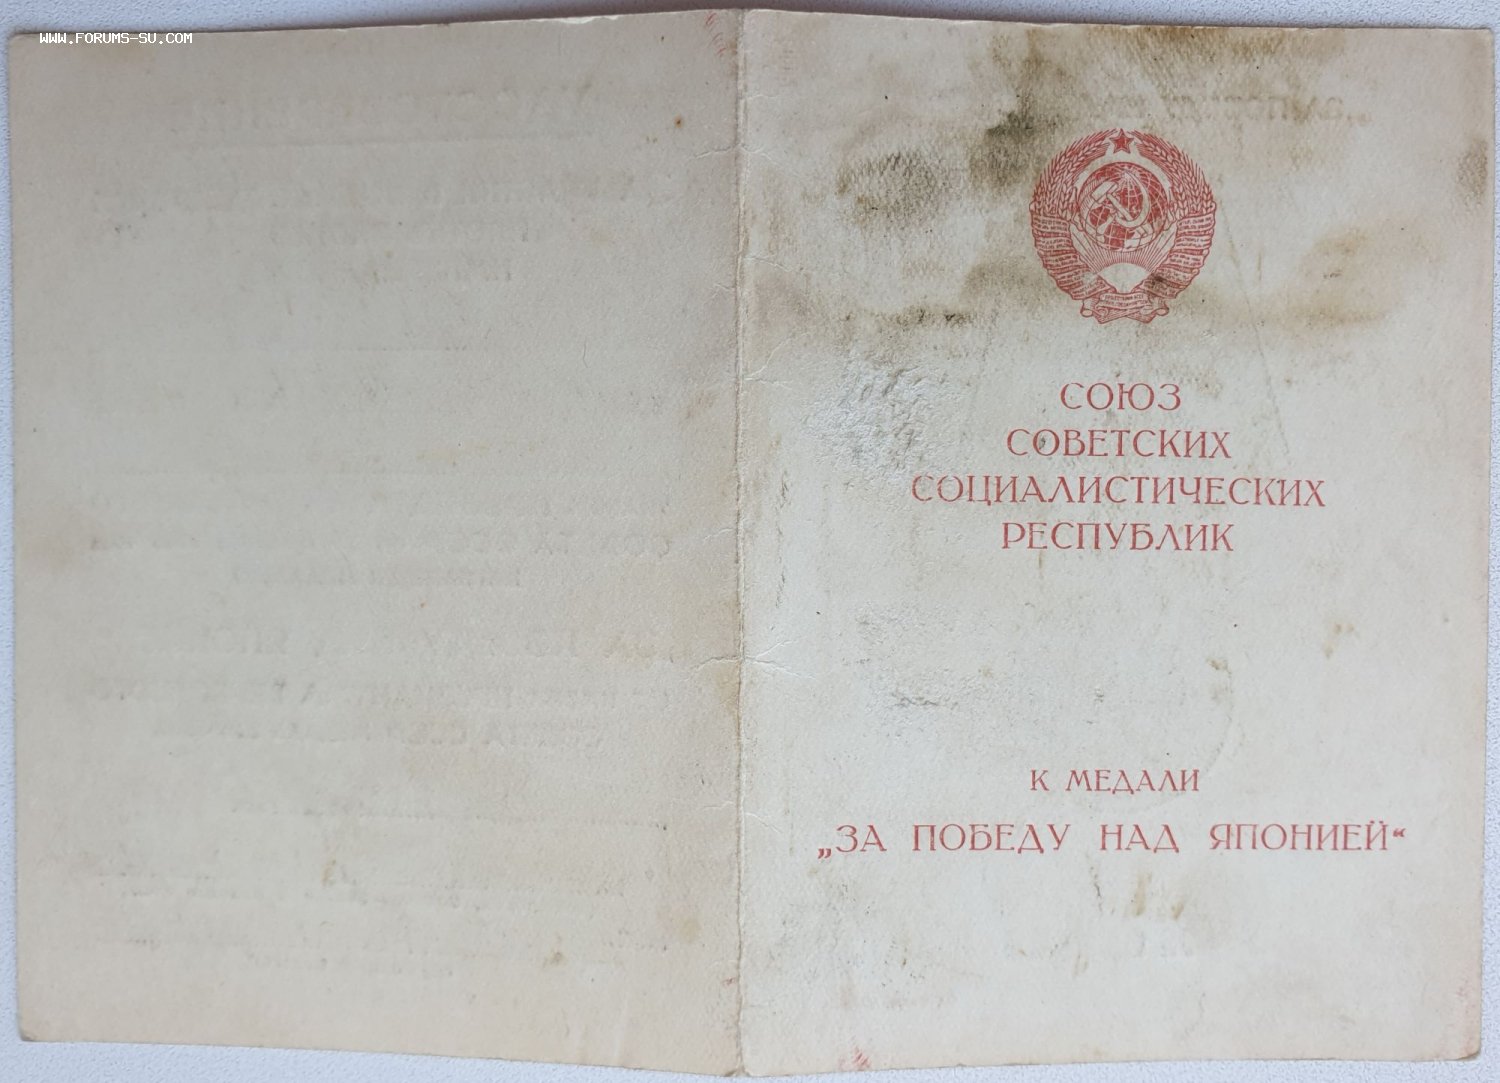 WWW.FORUMS-SU.COM
СОЮЗ
СОВЕТСКИХ
СОЦИАЛИСТИЧЕСКИХ
РЕСПУБЛИК
К МЕДАЛИ
„ЗА ПОБЕДУ НАД ЯПОНИЕЙ“